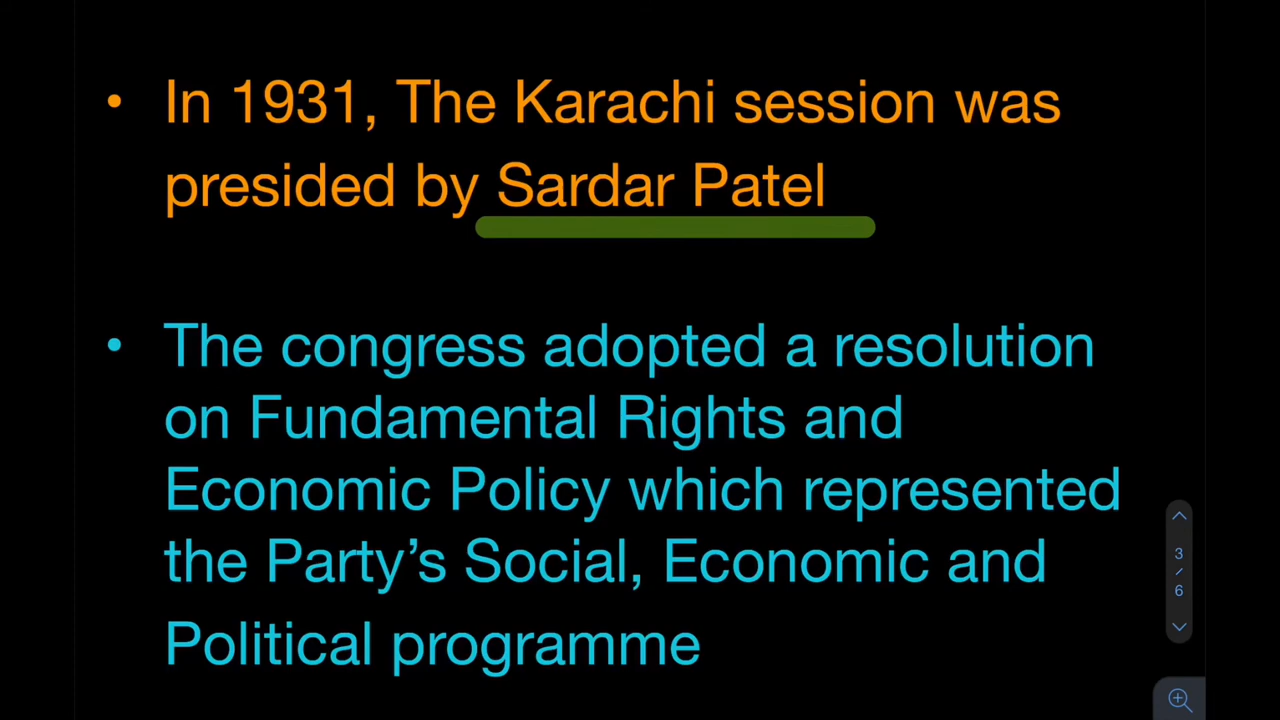 • In 1931, The Karachi session was
presided by Sardar Patel
• The congress adopted a resolution
on Fundamental Rights and
Economic Policy which represented
the Party’s Social, Economic and
Political programme
3
/
6